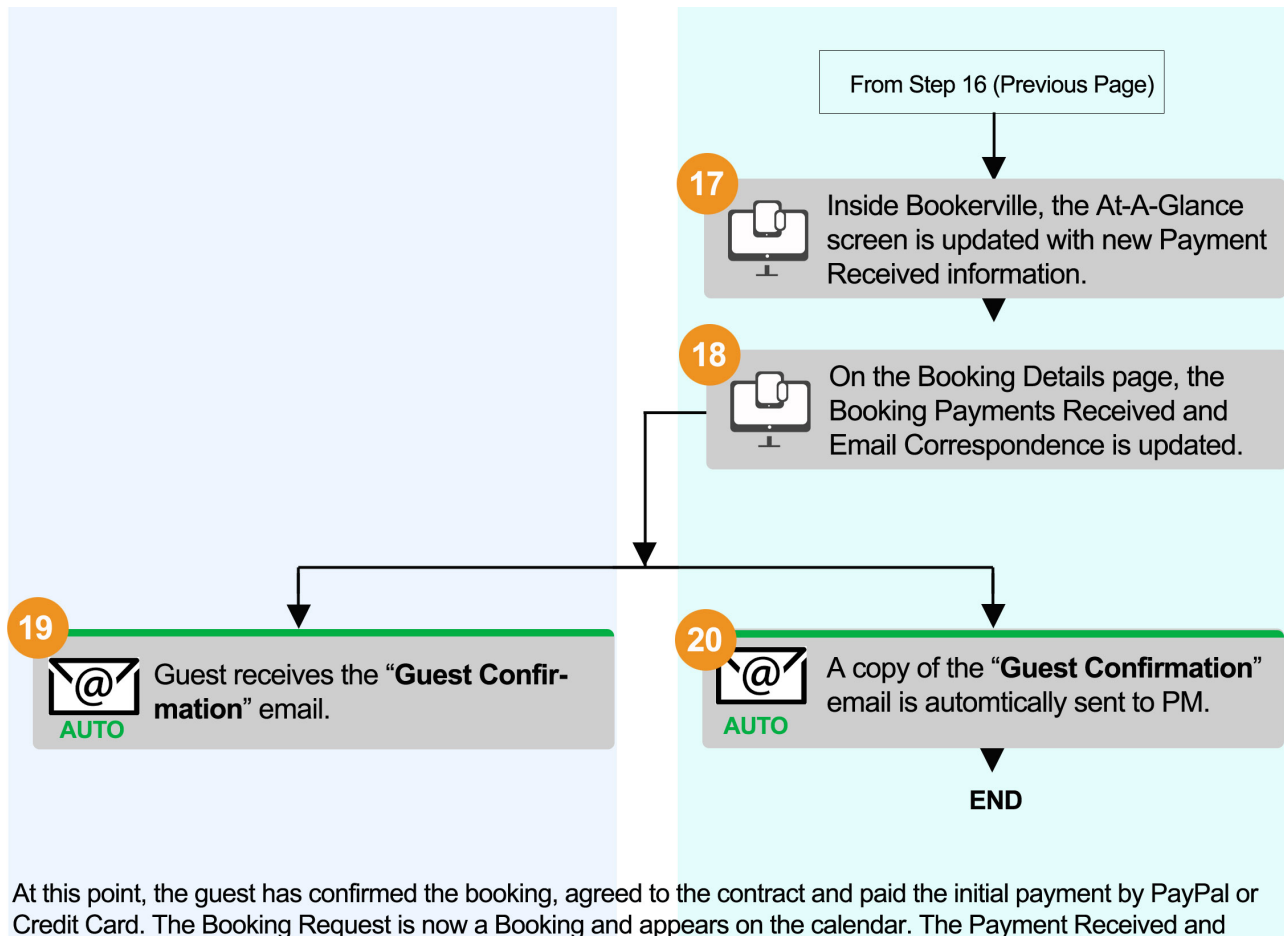 From Step 16 (Previous Page)
17
Inside Bookerville, the At-A-Glance
screen is updated with new Payment
Received information.
18
On the Booking Details page, the
Booking Payments Received and
Email Correspondence is updated.
19
@
AUTO
Guest receives the “Guest Confir-
mation” email.
20
@
AUTO
A copy of the “Guest Confirmation”
email is automtically sent to PM.
END
At this point, the guest has confirmed the booking, agreed to the contract and paid the initial payment by PayPal or
Credit Card. The Booking Request is now a Booking and appears on the calendar. The Payment Received and